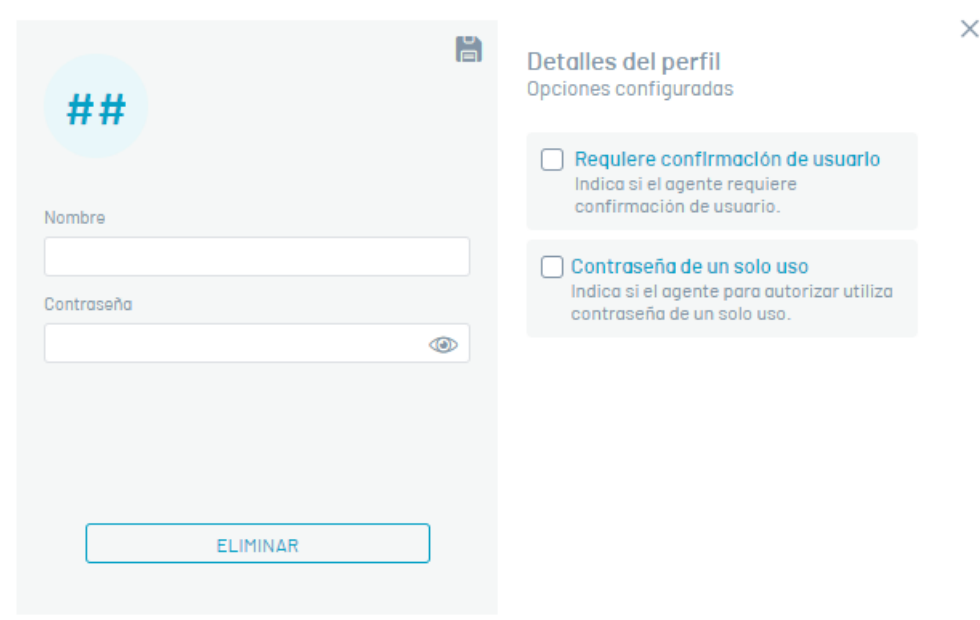 ##
Nombre
Contraseña
ELIMINAR
Detalles del perfil
Opciones configuradas
Requiere confirmación de usuario
Indica si el agente requiere
confirmación de usuario.
Contraseña de un solo uso
Indica si el agente para autorizar utiliza
contraseña de un solo uso.